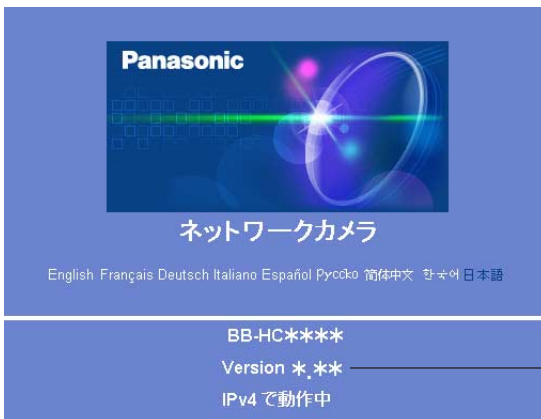 Panasonic
ネットワークカメラ
English Français Deutsch Italiano Español Русско 简体中文 한국어 日本語
BB-HC****
Version *.**
IPv4 で動作中